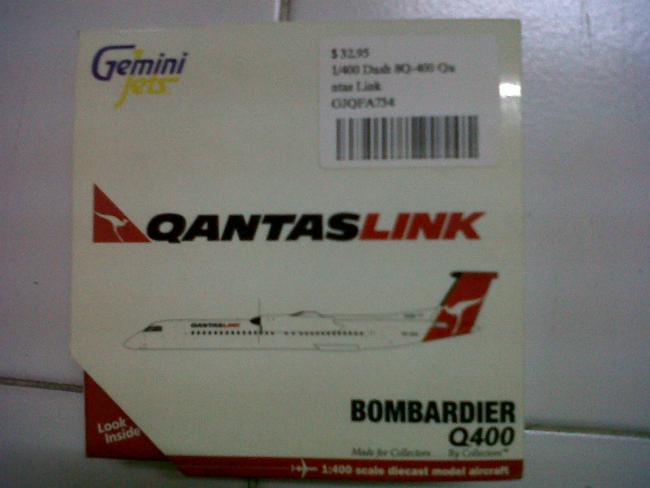 Gemini
Jets
$32.95
1/400 Dash 8Q-400 Qa
ntas Link
GJQFA754
QANTASLINK
QANTASLINK
BOMBARDIER
Q400
Made for Collectors By Collectors™
Look
Inside
1:400 scale diecast model aircraft